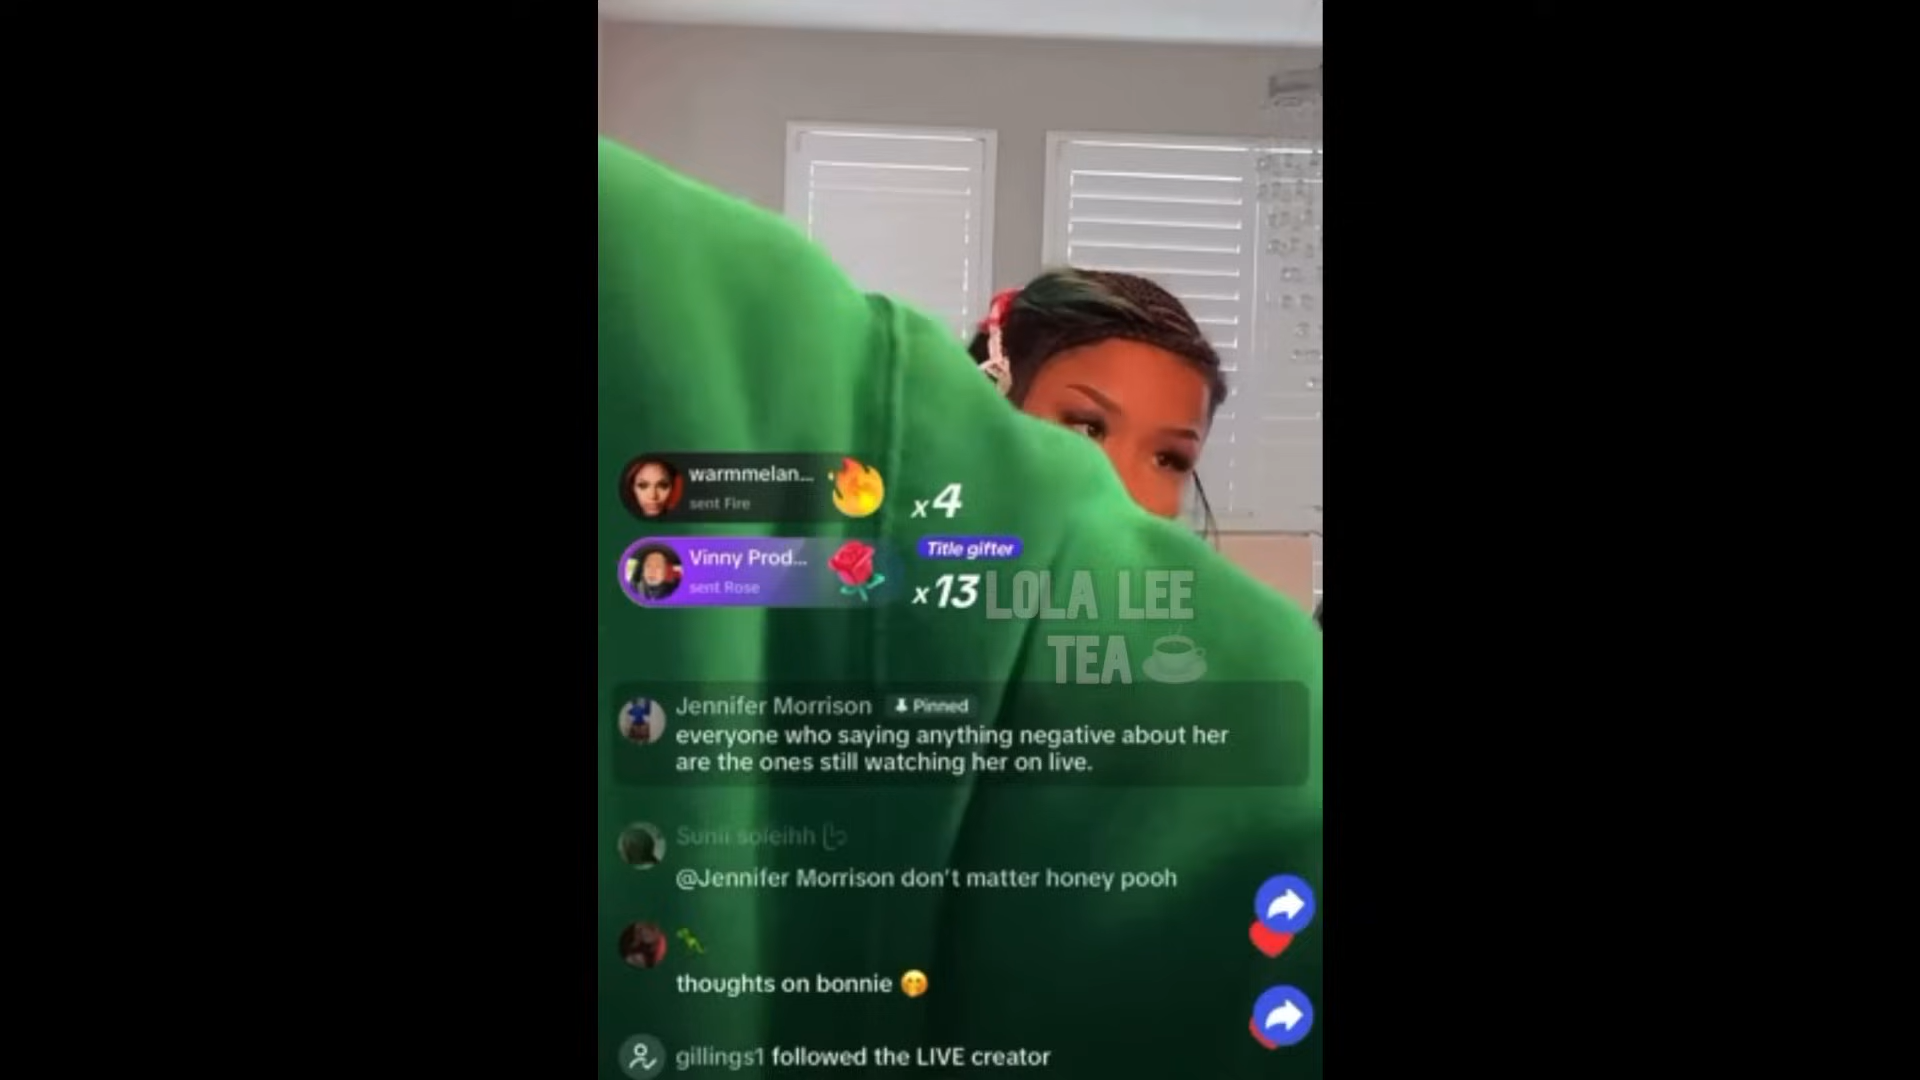 warmmelan...
sent Fire
x4
Vinny Prod...
sent Rose
Title gifter
x13
LOLA LEE
TEA
Jennifer Morrison Pinned
everyone who saying anything negative about her
are the ones still watching her on live.
Sunii soleihh
@Jennifer Morrison don't matter honey pooh
thoughts on bonnie 🤭
gillings1 followed the LIVE creator